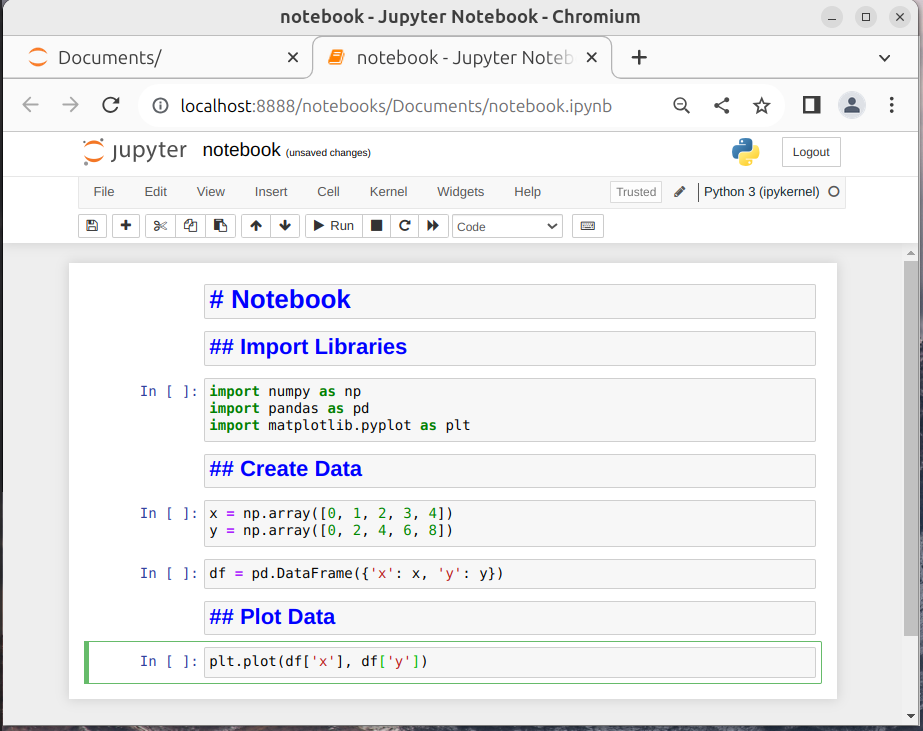 notebook - Jupyter Notebook - Chromium
Documents/
notebook - Jupyter Noteb
localhost:8888/notebooks/Documents/notebook.ipynb
jupyter notebook (unsaved changes) Logout
File Edit View Insert Cell Kernel Widgets Help Trusted Python 3 (ipykernel)
Run Code
# Notebook
## Import Libraries
In [ ]: import numpy as np
import pandas as pd
import matplotlib.pyplot as plt
## Create Data
In [ ]: x = np.array([0, 1, 2, 3, 4])
y = np.array([0, 2, 4, 6, 8])
In [ ]: df = pd.DataFrame({'x': x, 'y': y})
## Plot Data
In [ ]: plt.plot(df['x'], df['y'])